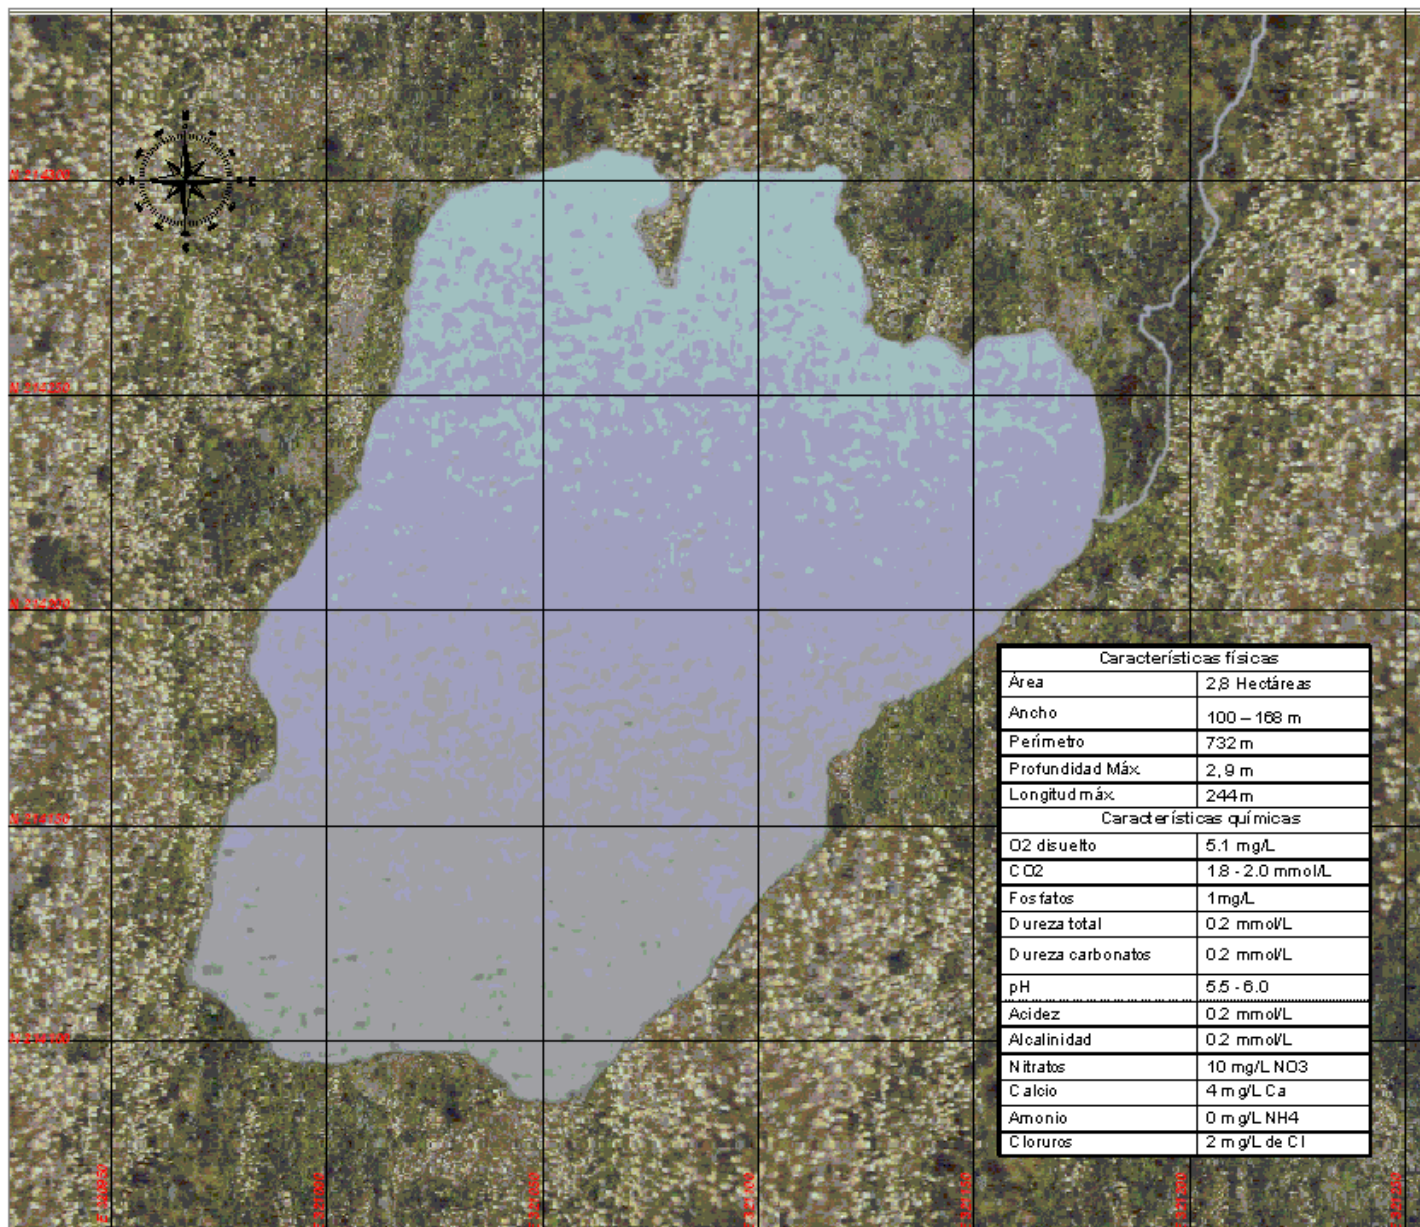 Características físicas
Área 2,8 Hectáreas
Ancho 100 – 168 m
Perímetro 732 m
Profundidad Máx. 2,9 m
Longitud máx. 244m
Características químicas
O2 disuelto 5.1 mg/L
CO2 1.8 - 2.0 mmol/L
Fosfatos 1mg/L
Dureza total 0.2 mmol/L
Dureza carbonatos 0.2 mmol/L
pH 5.5 - 6.0
Acidez 0.2 mmol/L
Alcalinidad 0.2 mmol/L
Nitratos 10 mg/L NO3
Calcio 4 mg/L Ca
Amonio 0 mg/L NH4
Cloruros 2 mg/L de Cl